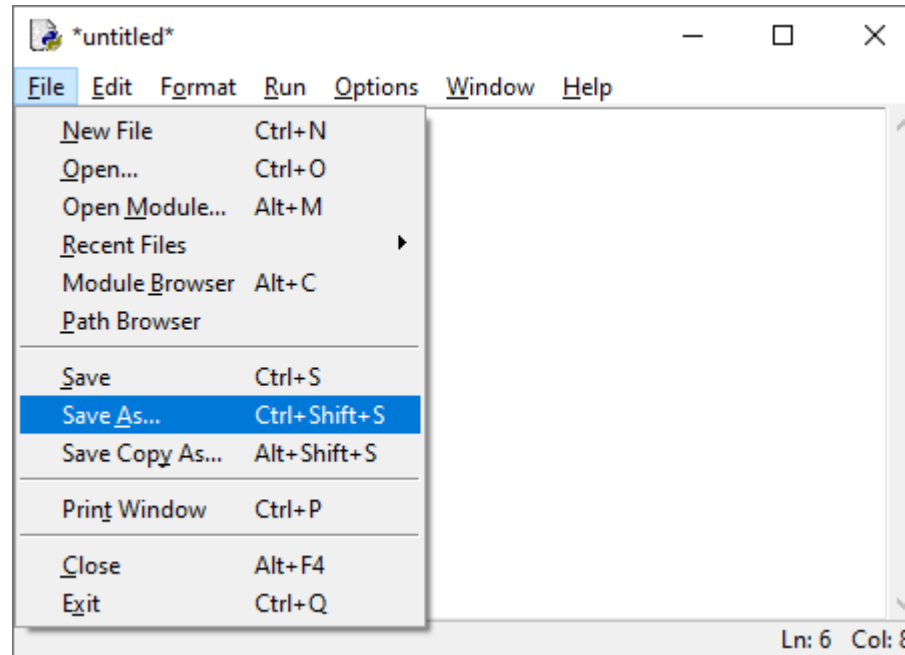 *untitled*
File Edit Format Run Options Window Help
New File Ctrl+N
Open... Ctrl+O
Open Module... Alt+M
Recent Files
Module Browser Alt+C
Path Browser
Save Ctrl+S
Save As... Ctrl+Shift+S
Save Copy As... Alt+Shift+S
Print Window Ctrl+P
Close Alt+F4
Exit Ctrl+Q
Ln: 6 Col: 8